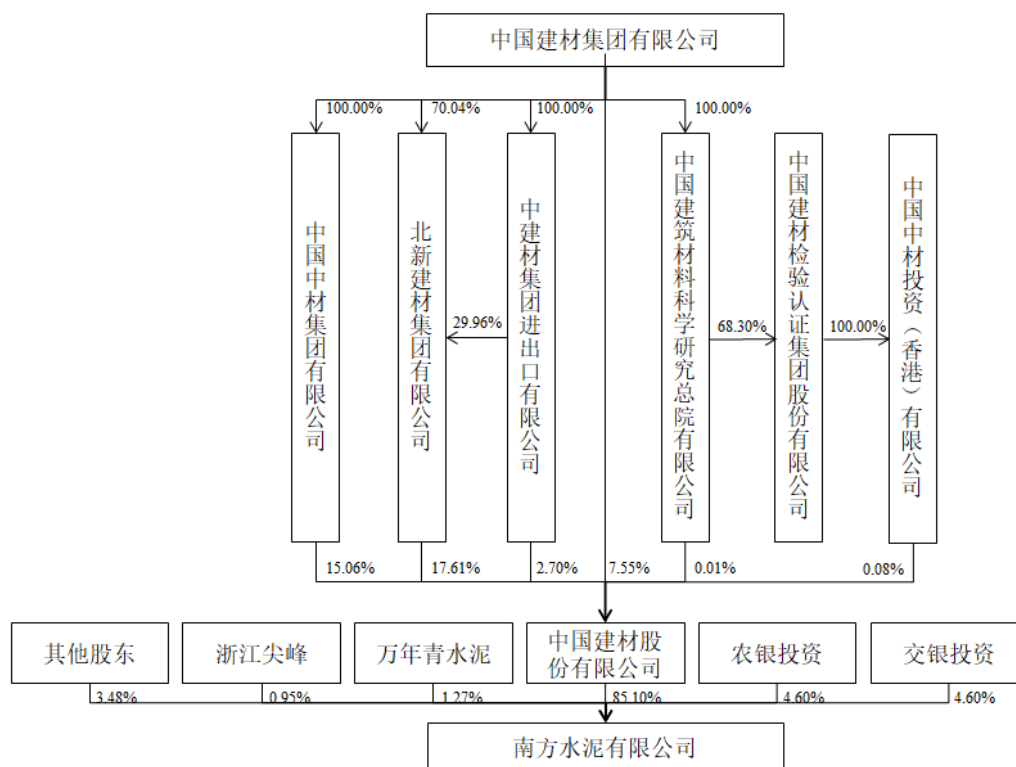 中国建材集团有限公司
100.00%
70.04%
100.00%
100.00%
中国中材集团有限公司
北新建材集团有限公司
中建材集团进出口有限公司
中国建筑材料科学研究总院有限公司
中国建材检验认证集团股份有限公司
中国中材投资（香港）有限公司
29.96%
68.30%
100.00%
15.06%
17.61%
2.70%
7.55%
0.01%
0.08%
其他股东
浙江尖峰
万年青水泥
中国建材股
份有限公司
农银投资
交银投资
3.48%
0.95%
1.27%
85.10%
4.60%
4.60%
南方水泥有限公司